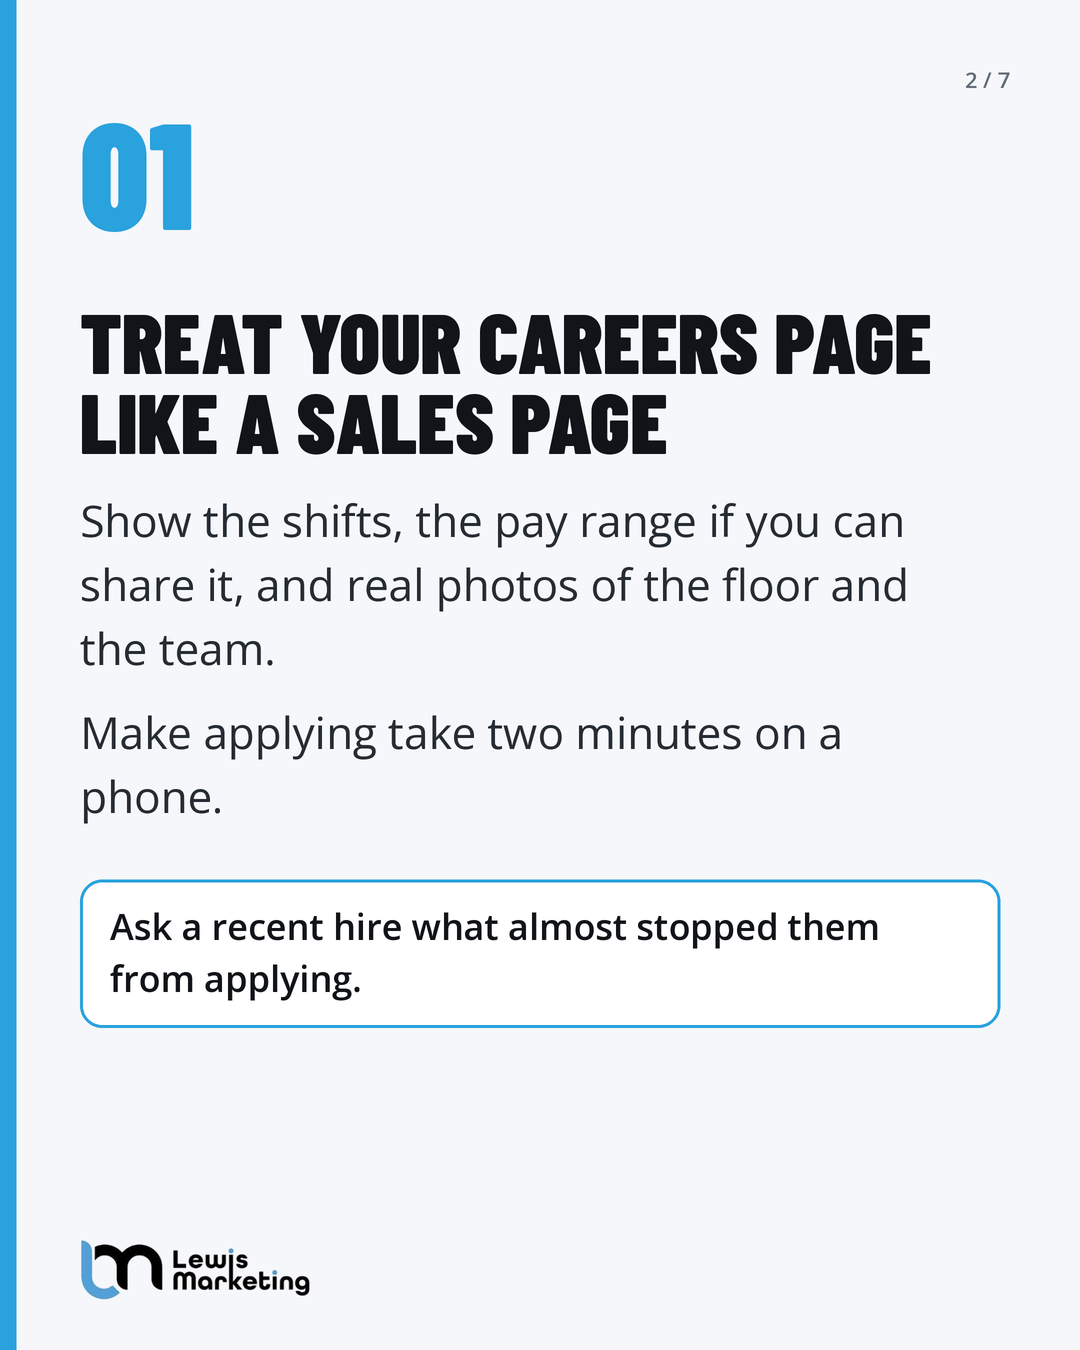 2 / 7
01
TREAT YOUR CAREERS PAGE
LIKE A SALES PAGE
Show the shifts, the pay range if you can
share it, and real photos of the floor and
the team.
Make applying take two minutes on a
phone.
Ask a recent hire what almost stopped them
from applying.
Lewis
Marketing